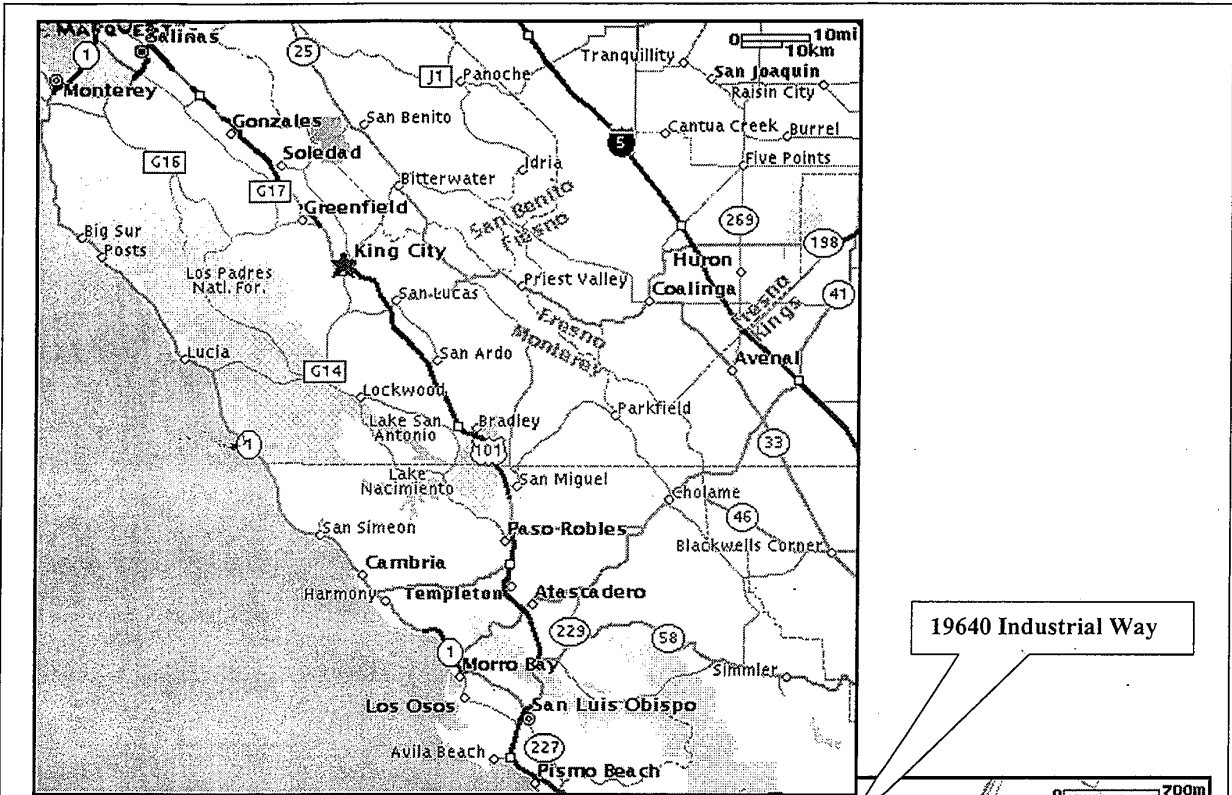 MAPQUEST
Salinas
1
Monterey
25
J1
Panoche
Tranquillity
0 10mi
10km
San Joaquin
Raisin City
Gonzales
San Benito
Cantua Creek
Burrel
5
G16
Soledad
Idria
Five Points
G17
Bitterwater
Greenfield
San Benito
Fresno
269
198
Big Sur
Posts
King City
Los Padres
Natl. For.
Huron
San Lucas
Priest Valley
Coalinga
41
Fresno
Kings
Fresno
Monterey
Lucia
San Ardo
Avenal
G14
Lockwood
Parkfield
Lake San
Antonio
Bradley
1
101
33
Lake
Nacimiento
San Miguel
Cholame
46
San Simeon
Paso Robles
Blackwells Corner
Cambria
Harmony
Templeton
Atascadero
229
58
19640 Industrial Way
1
Morro Bay
Simmler
Los Osos
San Luis Obispo
Avila Beach
227
Pismo Beach
0 700m